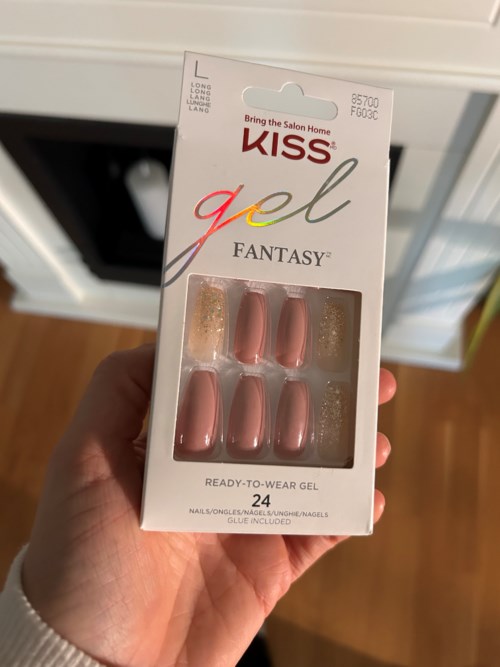 L
LONG
LONG
LANG
LUNGHE
LANG
85700
FG03C
Bring the Salon Home
KISS®
gel
FANTASY™
READY-TO-WEAR GEL
24
NAILS/ONGLES/NÄGELS/UNGHIE/NAGELS
GLUE INCLUDED